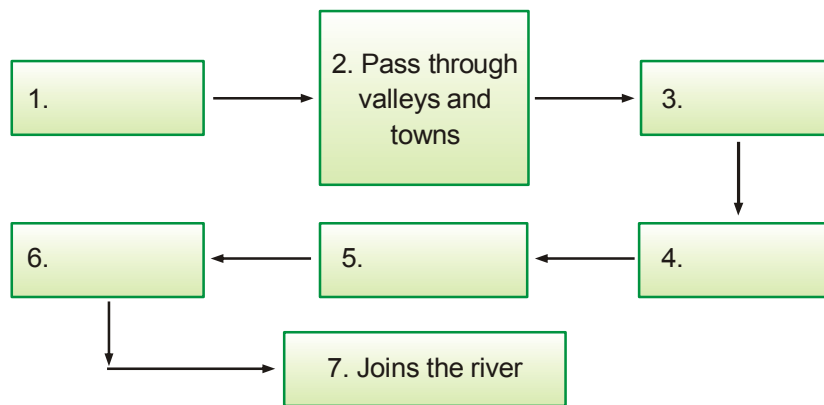 1.
2. Pass through
valleys and
towns
3.
4.
5.
6.
7. Joins the river